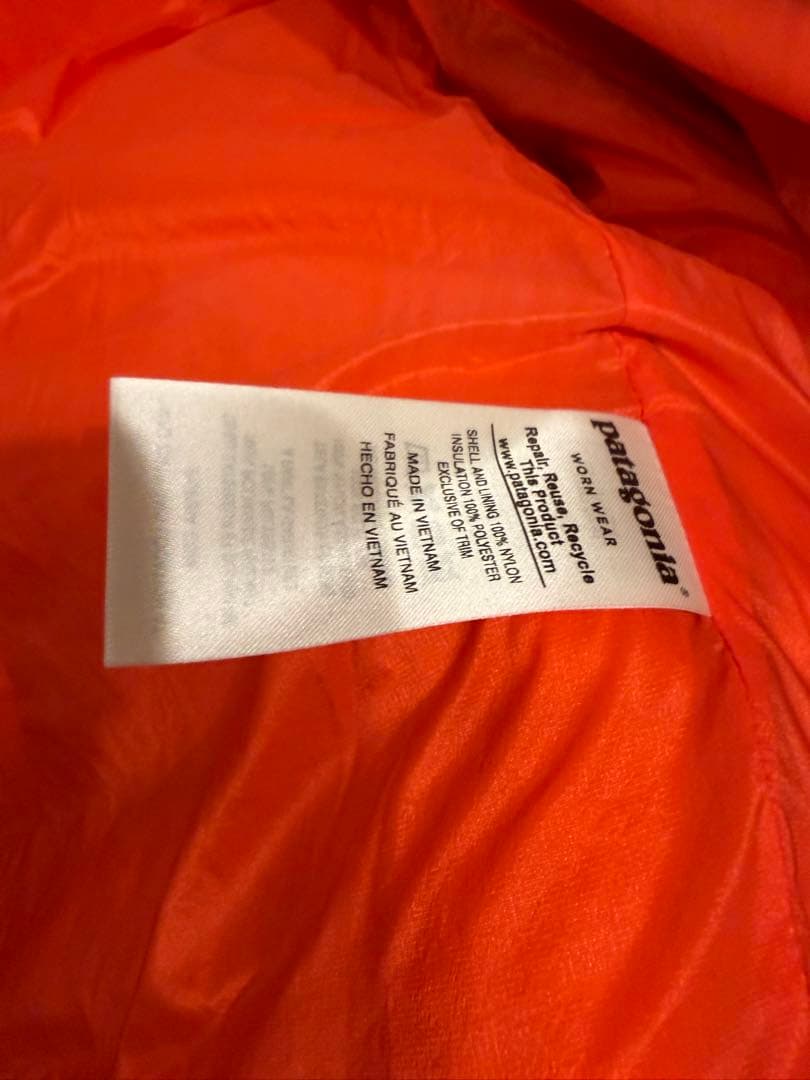 patagonia®
WORN WEAR
Repair, Reuse, Recycle
This Product
www.patagonia.com
SHELL AND LINING 100% NYLON
INSULATION 100% POLYESTER
EXCLUSIVE OF TRIM
MADE IN VIETNAM
FABRIQUÉ AU VIETNAM
HECHO EN VIETNAM